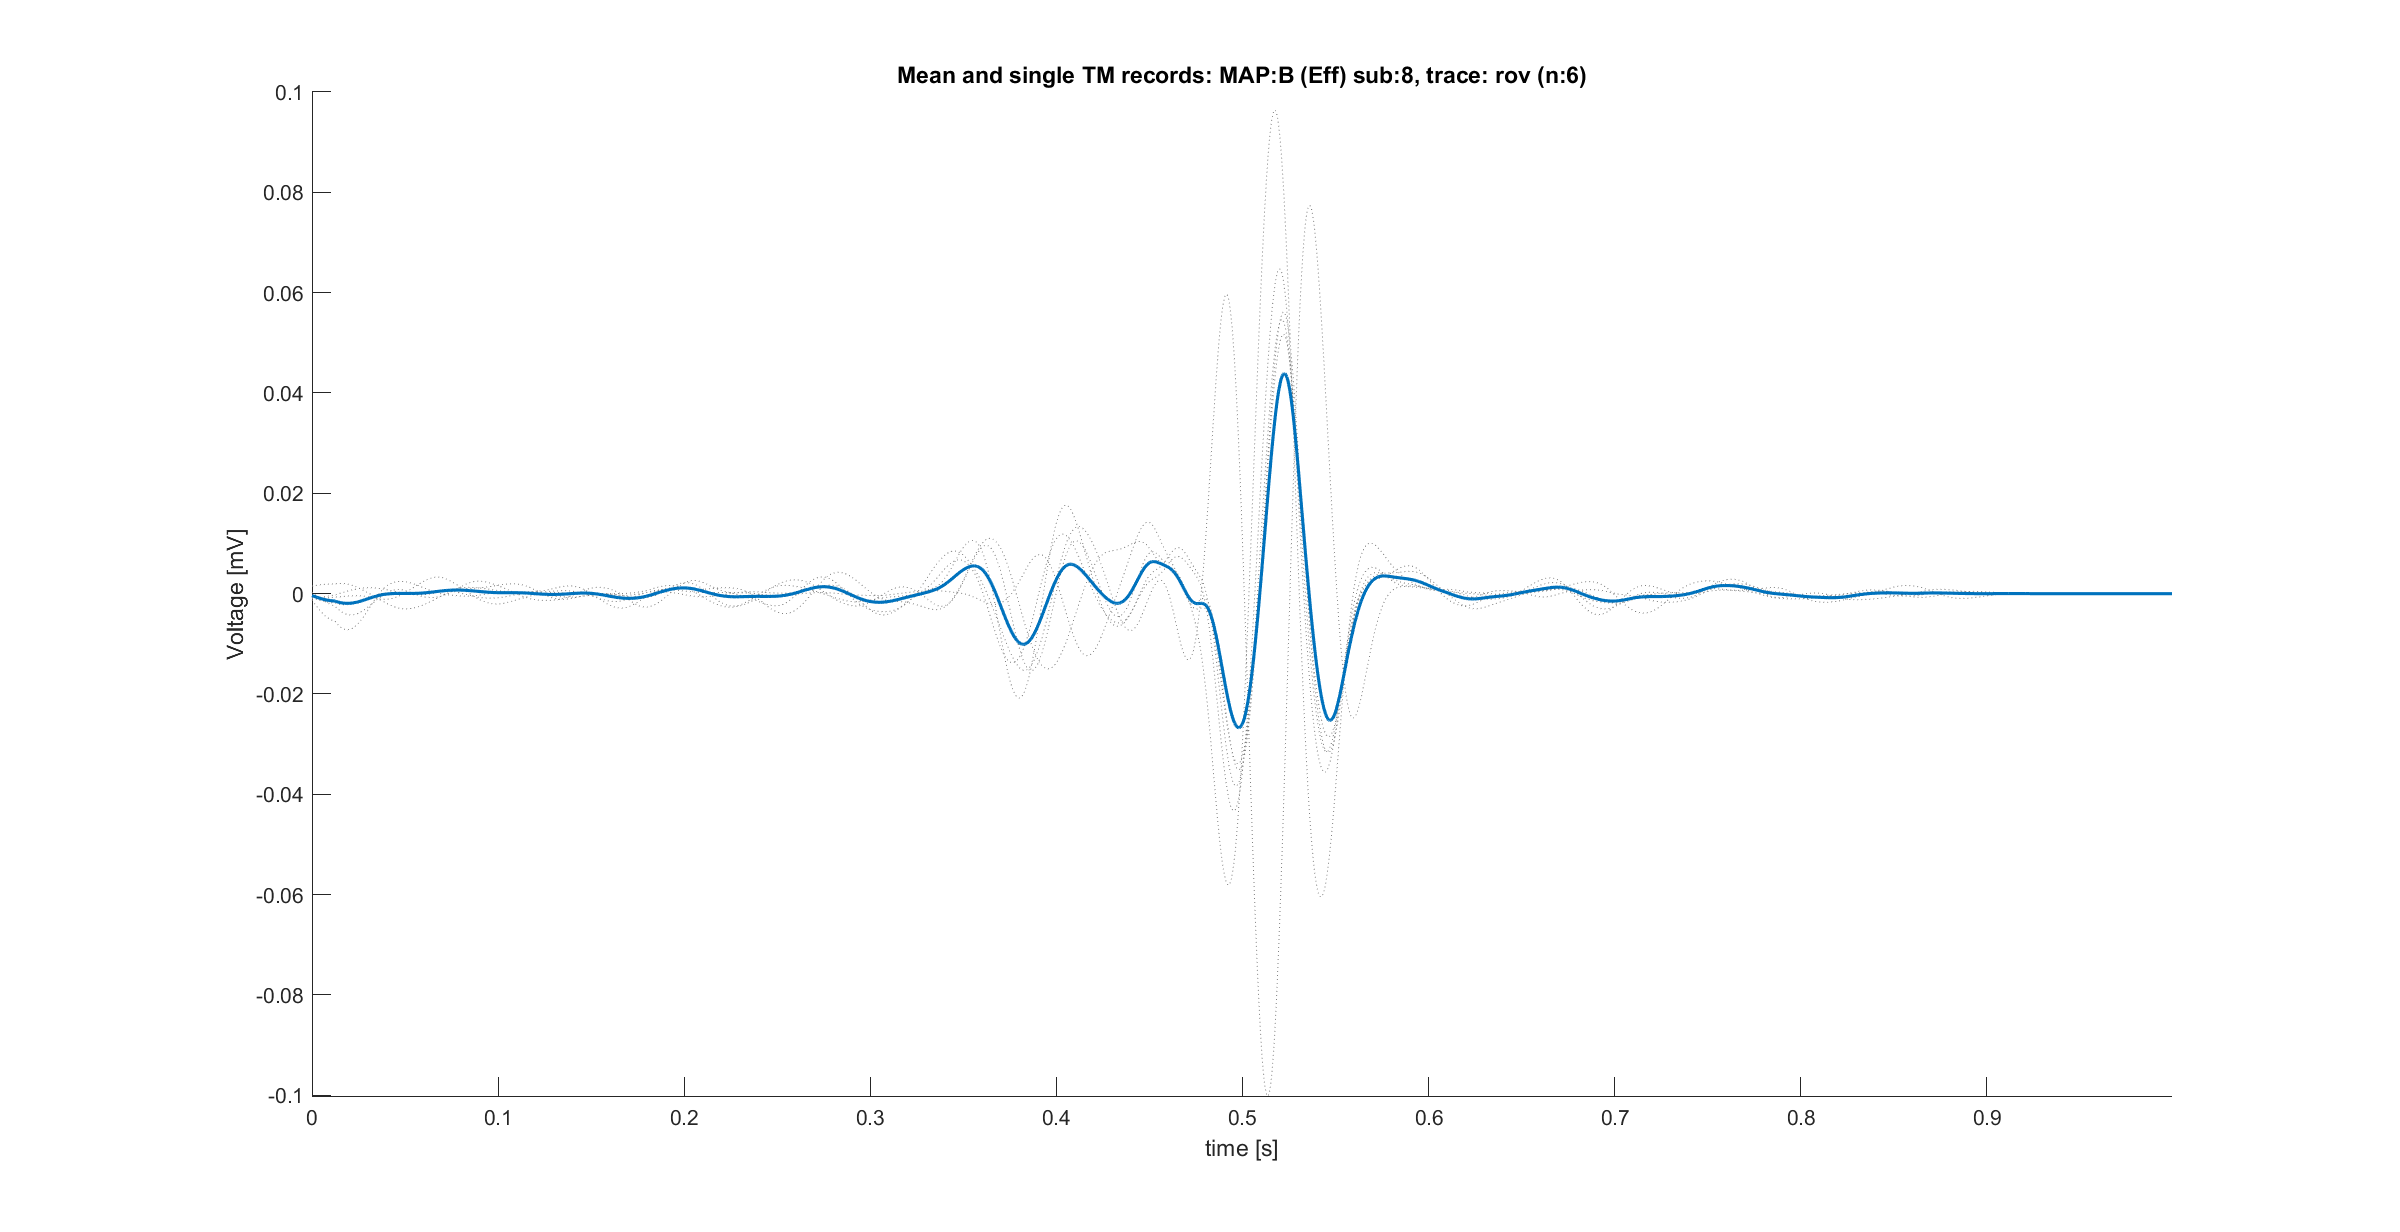 Mean and single TM records: MAP:B (Eff) sub:8, trace: rov (n:6)
0.1
0.08
0.06
0.04
0.02
0
-0.02
-0.04
-0.06
-0.08
-0.1
Voltage [mV]
0 0.1 0.2 0.3 0.4 0.5 0.6 0.7 0.8 0.9
time [s]